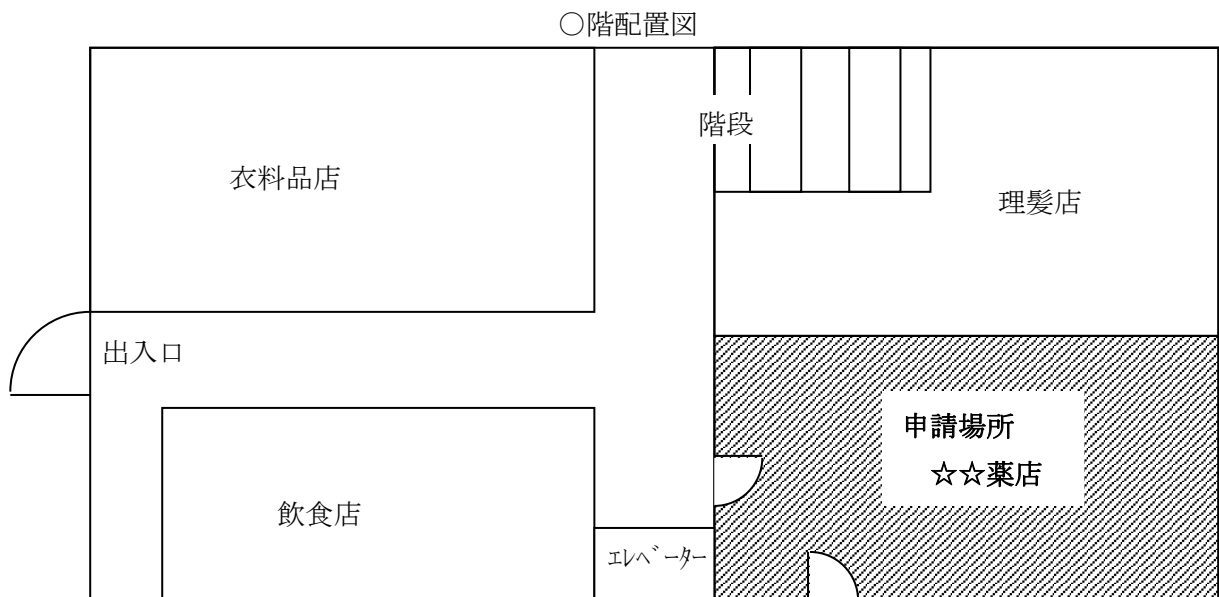 〇階配置図
階段
衣料品店
理髪店
出入口
申請場所
☆☆薬店
飲食店
ｴﾚﾍﾞｰﾀｰ